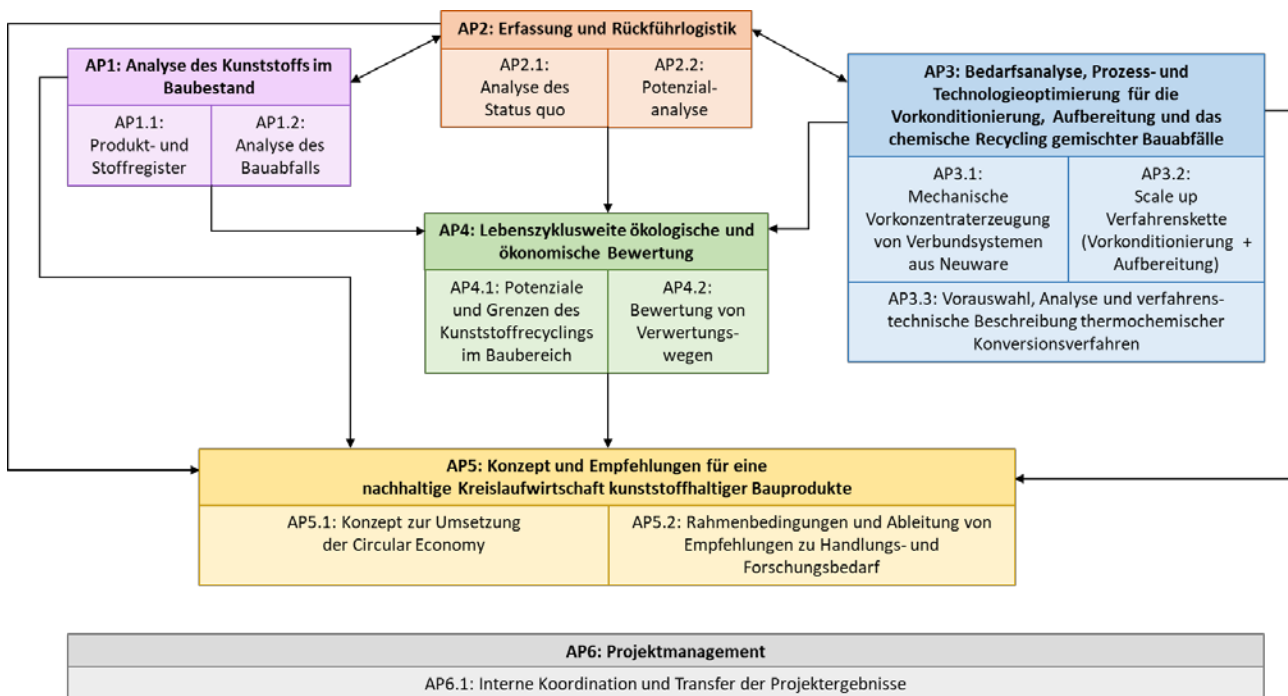 AP2: Erfassung und Rückführlogistik
AP2.1:
Analyse des
Status quo
AP2.2:
Potenzial-
analyse
AP1: Analyse des Kunststoffs im
Baubestand
AP1.1:
Produkt- und
Stoffregister
AP1.2:
Analyse des
Bauabfalls
AP3: Bedarfsanalyse, Prozess- und
Technologieoptimierung für die
Vorkonditionierung, Aufbereitung und das
chemische Recycling gemischter Bauabfälle
AP3.1:
Mechanische
Vorkonzentraterzeugung
von Verbundsystemen
aus Neuware
AP3.2:
Scale up
Verfahrenskette
(Vorkonditionierung +
Aufbereitung)
AP3.3: Vorauswahl, Analyse und verfahrens-
technische Beschreibung thermochemischer
Konversionsverfahren
AP4: Lebenszyklusweite ökologische und
ökonomische Bewertung
AP4.1: Potenziale
und Grenzen des
Kunststoffrecyclings
im Baubereich
AP4.2:
Bewertung von
Verwertungs-
wegen
AP5: Konzept und Empfehlungen für eine
nachhaltige Kreislaufwirtschaft kunststoffhaltiger Bauprodukte
AP5.1: Konzept zur Umsetzung
der Circular Economy
AP5.2: Rahmenbedingungen und Ableitung von
Empfehlungen zu Handlungs- und
Forschungsbedarf
AP6: Projektmanagement
AP6.1: Interne Koordination und Transfer der Projektergebnisse